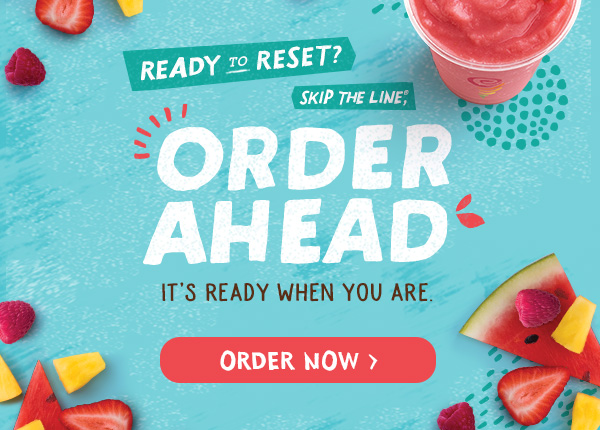 READY TO RESET?
SKIP THE LINE,®
ORDER
AHEAD
IT'S READY WHEN YOU ARE.
ORDER NOW >